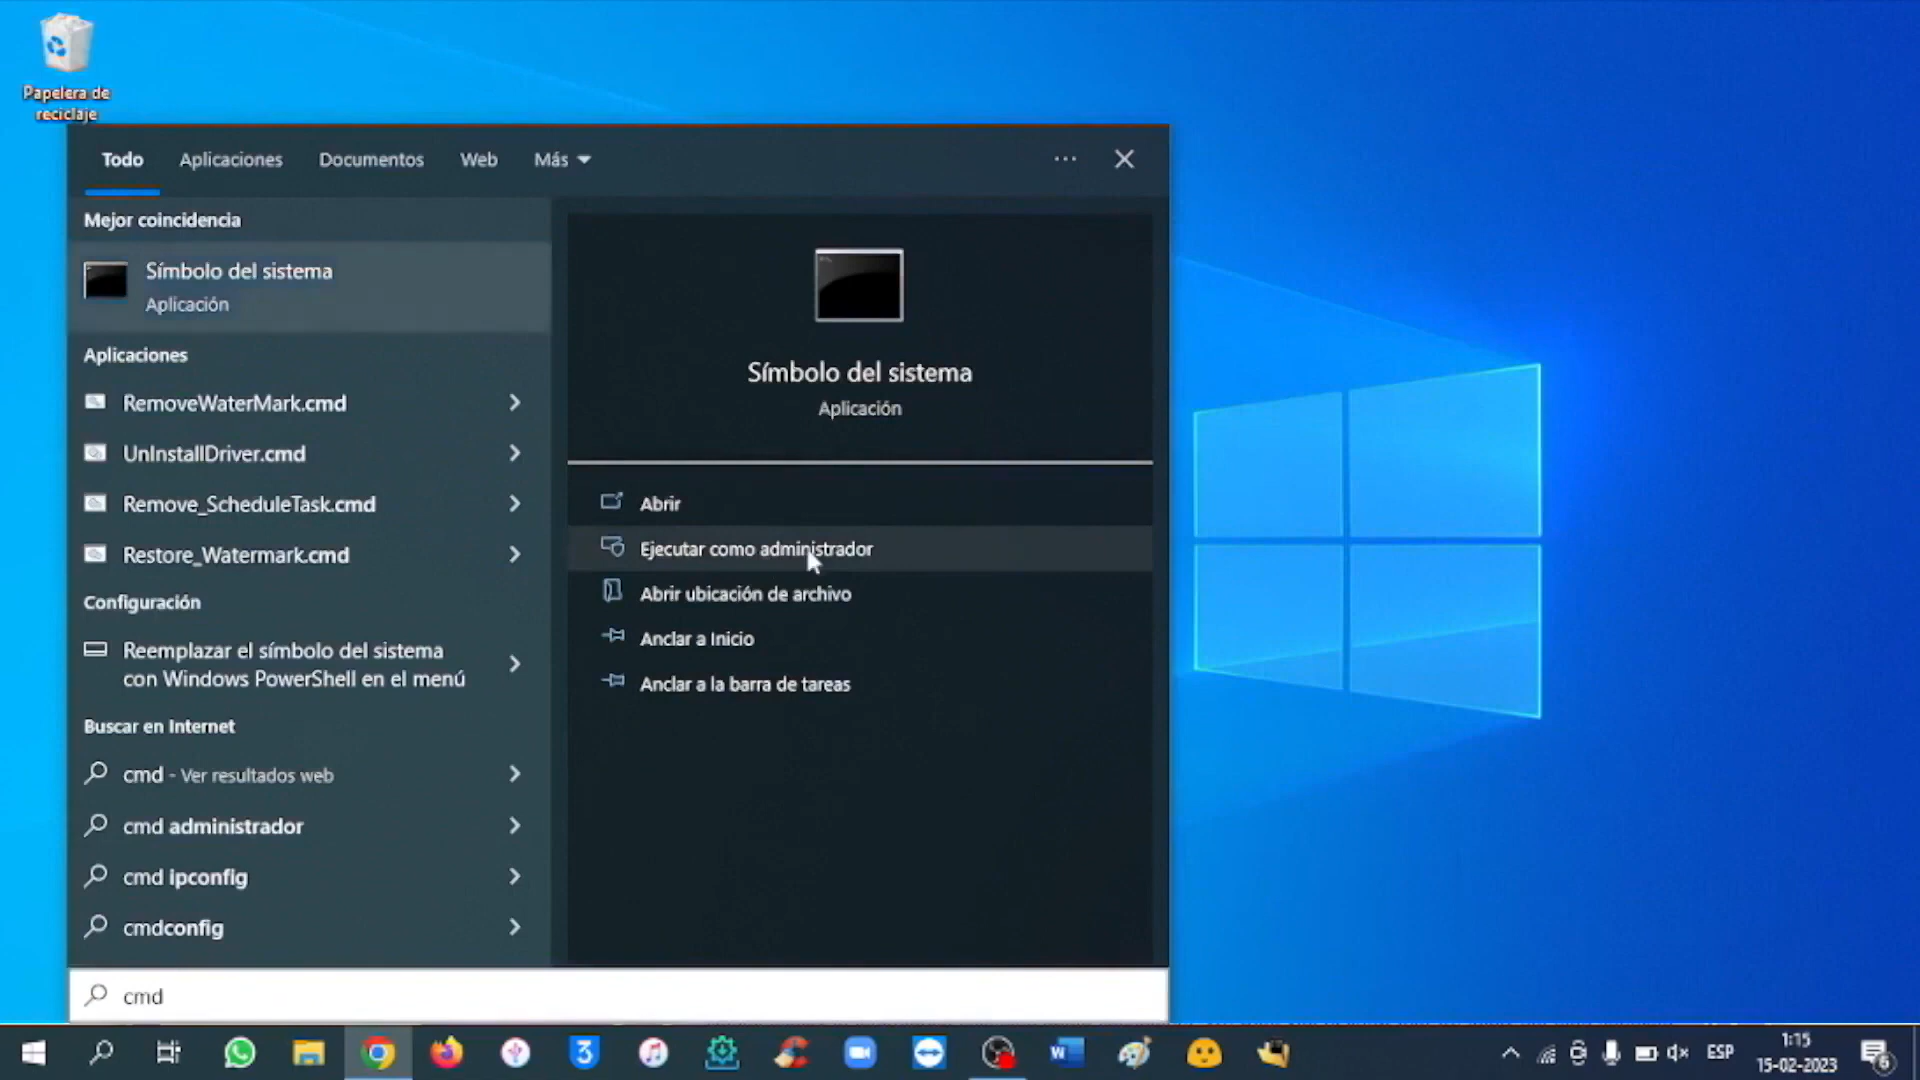 Papelera de
reciclaje
Todo
Aplicaciones
Documentos
Web
Más
Mejor coincidencia
Símbolo del sistema
Aplicación
Aplicaciones
RemoveWaterMark.cmd
UnInstallDriver.cmd
Remove_ScheduleTask.cmd
Restore_Watermark.cmd
Configuración
Reemplazar el símbolo del sistema
con Windows PowerShell en el menú
Buscar en Internet
cmd - Ver resultados web
cmd administrador
cmd ipconfig
cmdconfig
cmd
Símbolo del sistema
Aplicación
Abrir
Ejecutar como administrador
Abrir ubicación de archivo
Anclar a Inicio
Anclar a la barra de tareas
3
W
ESP
1:15
15-02-2023
6